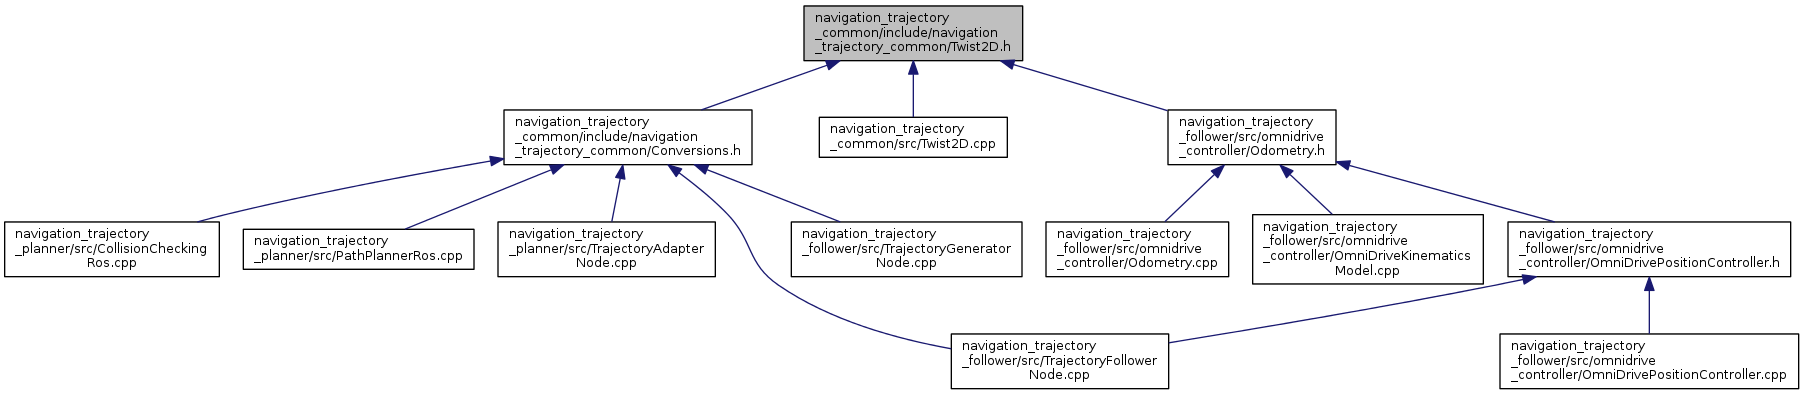 navigation_trajectory
_common/include/navigation
_trajectory_common/Twist2D.h
navigation_trajectory
_common/include/navigation
_trajectory_common/Conversions.h
navigation_trajectory
_common/src/Twist2D.cpp
navigation_trajectory
_follower/src/omnidrive
_controller/Odometry.h
navigation_trajectory
_planner/src/CollisionChecking
Ros.cpp
navigation_trajectory
_planner/src/PathPlannerRos.cpp
navigation_trajectory
_planner/src/TrajectoryAdapter
Node.cpp
navigation_trajectory
_follower/src/TrajectoryGenerator
Node.cpp
navigation_trajectory
_follower/src/omnidrive
_controller/Odometry.cpp
navigation_trajectory
_follower/src/omnidrive
_controller/OmniDriveKinematics
Model.cpp
navigation_trajectory
_follower/src/omnidrive
_controller/OmniDrivePositionController.h
navigation_trajectory
_follower/src/TrajectoryFollower
Node.cpp
navigation_trajectory
_follower/src/omnidrive
_controller/OmniDrivePositionController.cpp